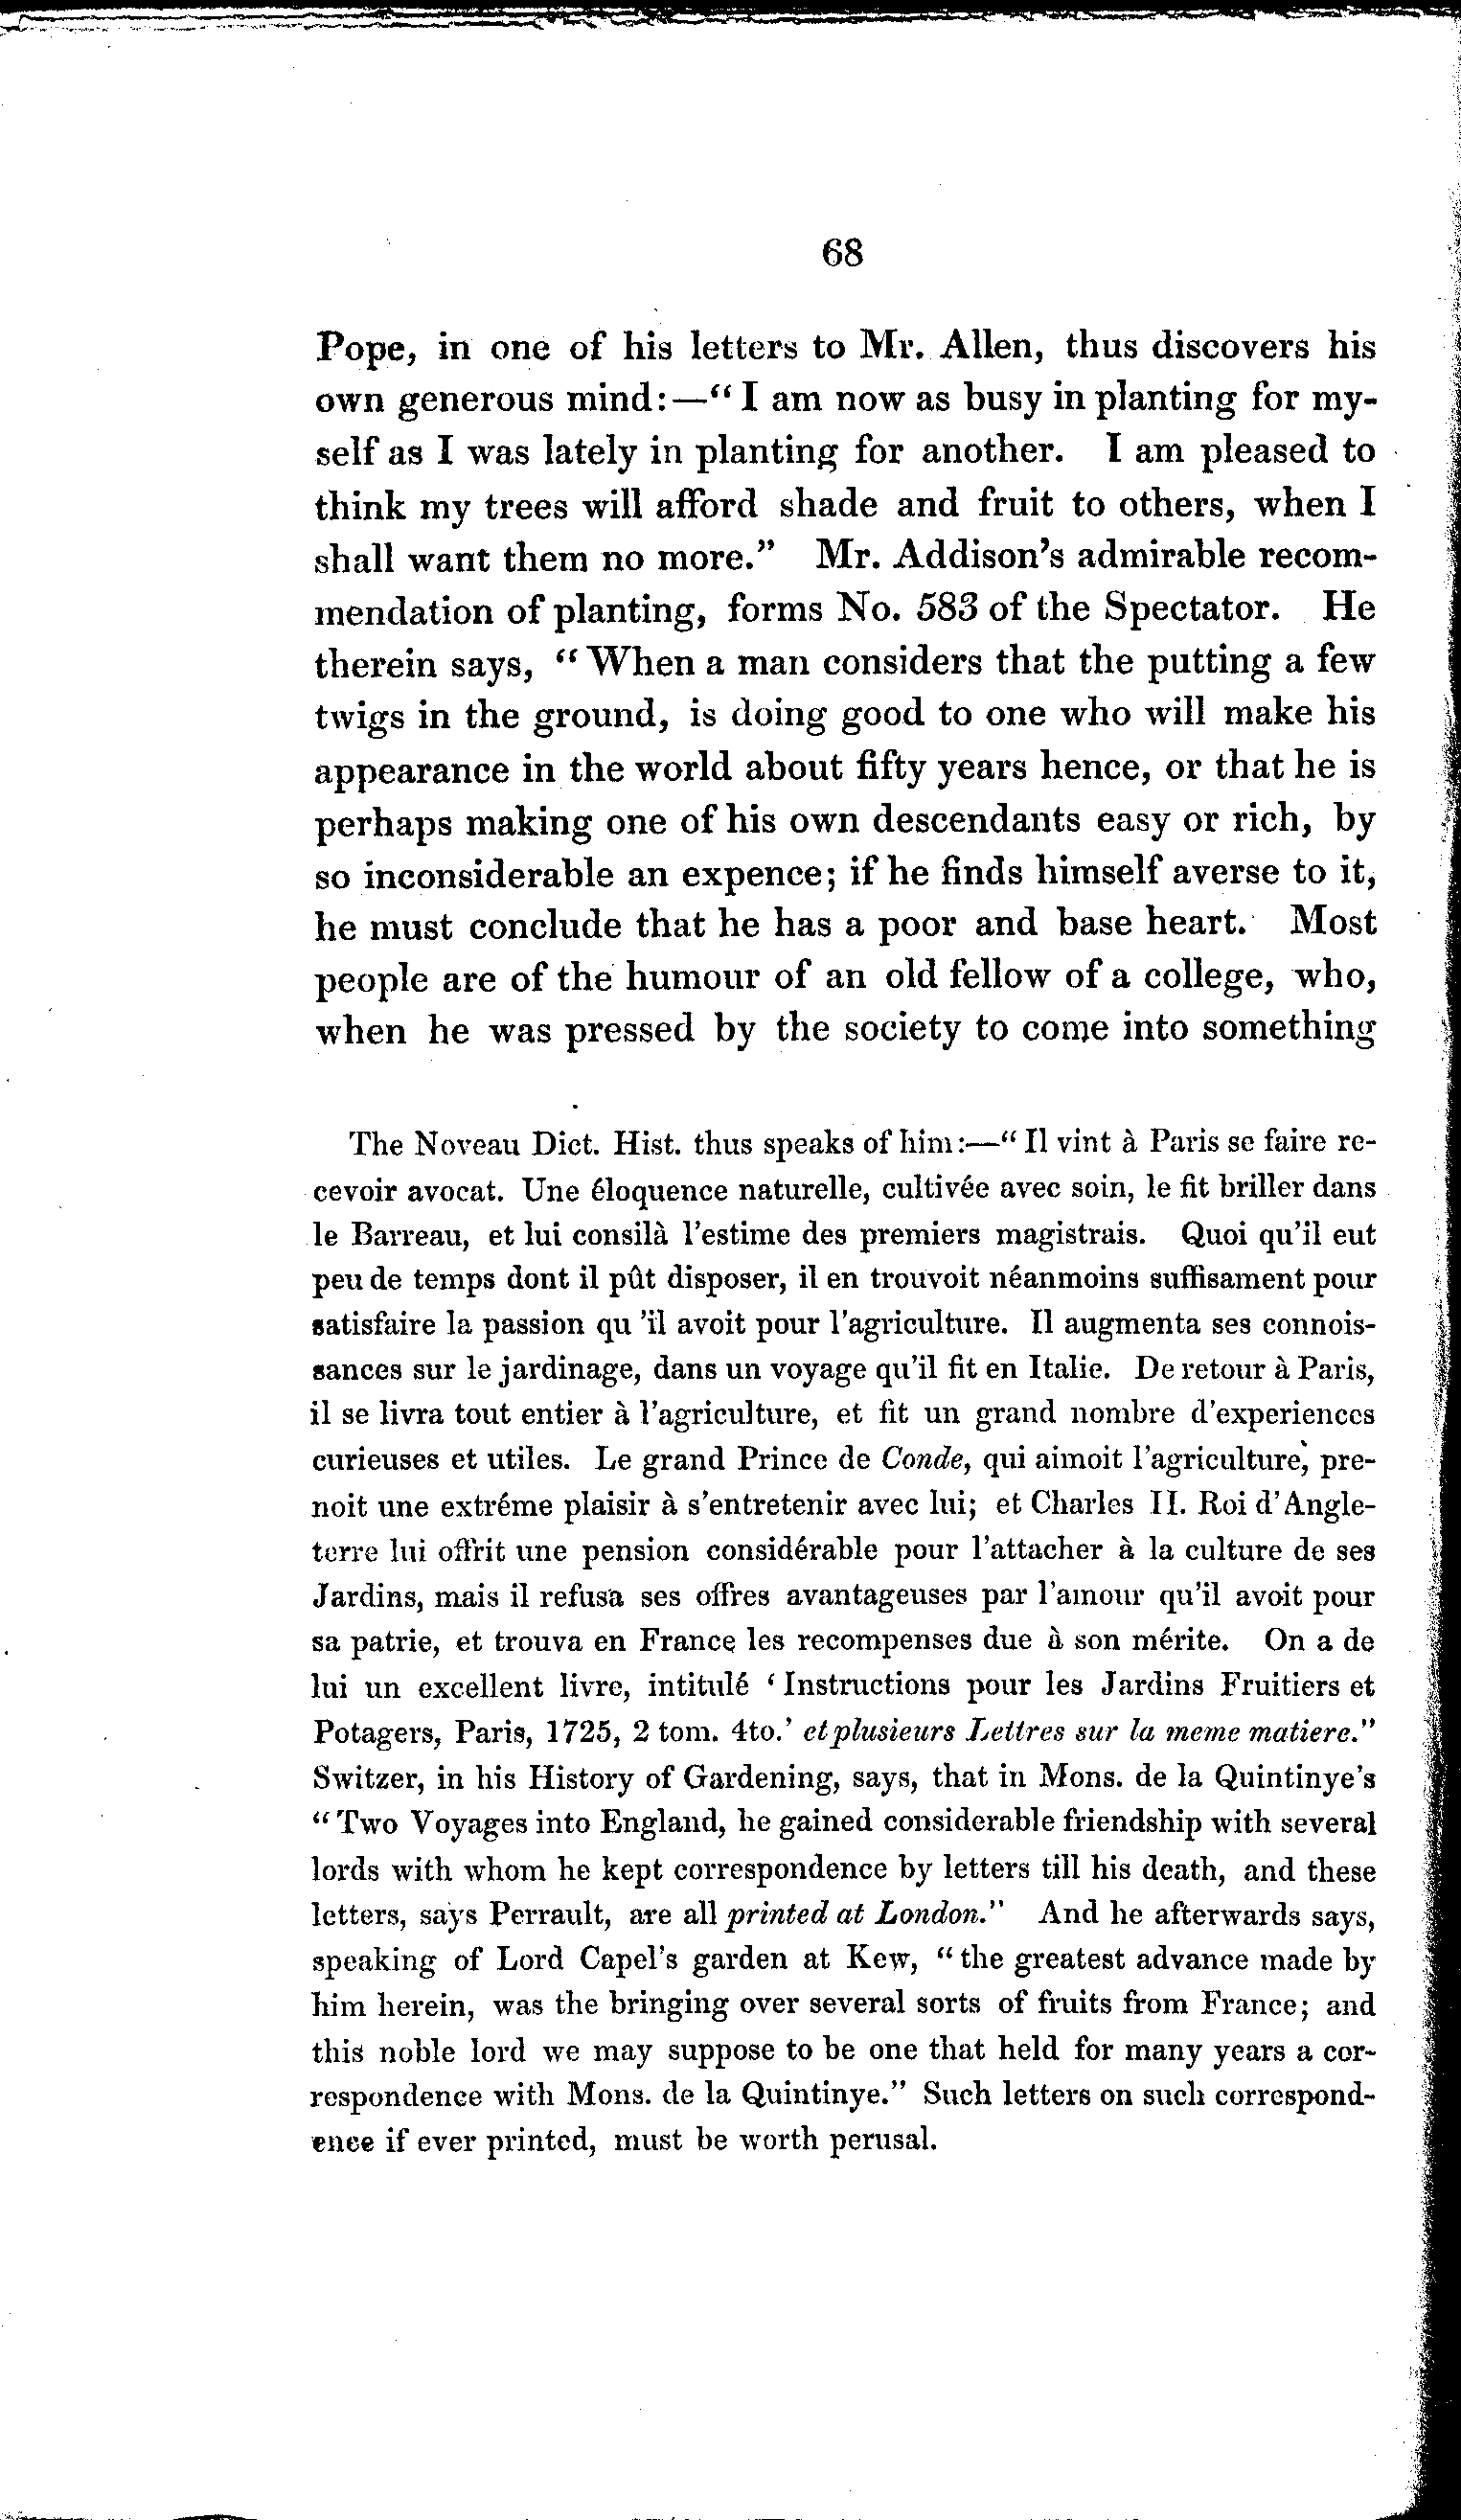 68
Pope, in one of his letters to Mr. Allen, thus discovers his
own generous mind:—“I am now as busy in planting for my-
self as I was lately in planting for another. I am pleased to
think my trees will afford shade and fruit to others, when I
shall want them no more.” Mr. Addison’s admirable recom-
mendation of planting, forms No. 583 of the Spectator. He
therein says, “When a man considers that the putting a few
twigs in the ground, is doing good to one who will make his
appearance in the world about fifty years hence, or that he is
perhaps making one of his own descendants easy or rich, by
so inconsiderable an expence; if he finds himself averse to it,
he must conclude that he has a poor and base heart. Most
people are of the humour of an old fellow of a college, who,
when he was pressed by the society to come into something
The Noveau Dict. Hist. thus speaks of him:—“Il vint à Paris se faire re-
cevoir avocat. Une éloquence naturelle, cultivée avec soin, le fit briller dans
le Barreau, et lui consilà l’estime des premiers magistrais. Quoi qu’il eut
peu de temps dont il pût disposer, il en trouvoit néanmoins suffisament pour
satisfaire la passion qu ’il avoit pour l’agriculture. Il augmenta ses connois-
sances sur le jardinage, dans un voyage qu’il fit en Italie. De retour à Paris,
il se livra tout entier à l’agriculture, et fit un grand nombre d’experiences
curieuses et utiles. Le grand Prince de Conde, qui aimoit l’agriculture, pre-
noit une extréme plaisir à s’entretenir avec lui; et Charles II. Roi d’Angle-
terre lui offrit une pension considérable pour l’attacher à la culture de ses
Jardins, mais il refusa ses offres avantageuses par l’amour qu’il avoit pour
sa patrie, et trouva en France les recompenses due à son mérite. On a de
lui un excellent livre, intitulé ‘Instructions pour les Jardins Fruitiers et
Potagers, Paris, 1725, 2 tom. 4to.’ et plusieurs Lettres sur la meme matiere.”
Switzer, in his History of Gardening, says, that in Mons. de la Quintinye’s
“Two Voyages into England, he gained considerable friendship with several
lords with whom he kept correspondence by letters till his death, and these
letters, says Perrault, are all printed at London.” And he afterwards says,
speaking of Lord Capel’s garden at Kew, “the greatest advance made by
him herein, was the bringing over several sorts of fruits from France; and
this noble lord we may suppose to be one that held for many years a cor-
respondence with Mons. de la Quintinye.” Such letters on such correspond-
ence if ever printed, must be worth perusal.